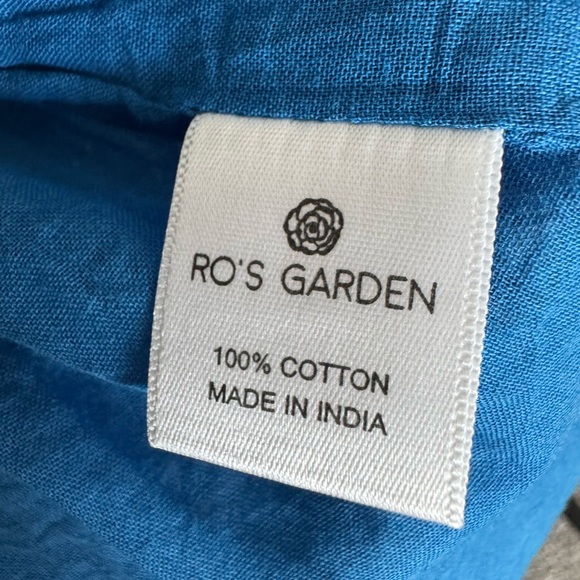 RO'S GARDEN
100% COTTON
MADE IN INDIA